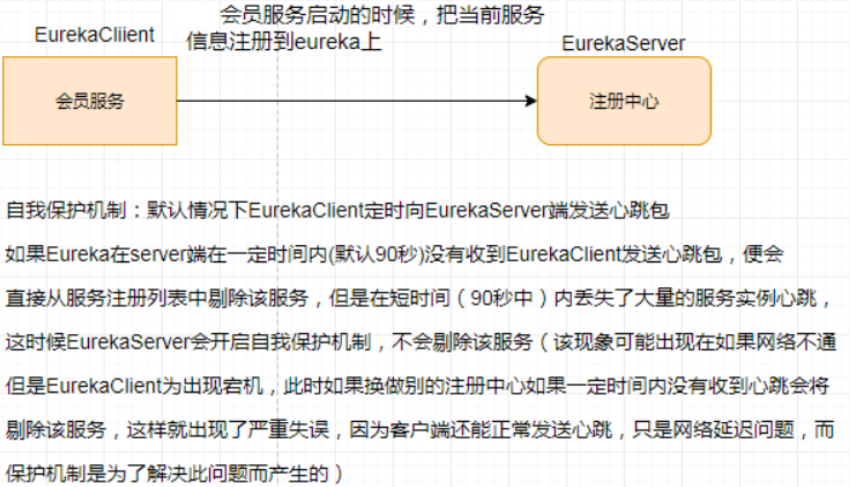 会员服务启动的时候，把当前服务
信息注册到eureka上
EurekaCliient
EurekaServer
会员服务
注册中心
自我保护机制：默认情况下EurekaClient定时向EurekaServer端发送心跳包
如果Eureka在server端在一定时间内(默认90秒)没有收到EurekaClient发送心跳包，便会
直接从服务注册列表中剔除该服务，但是在短时间（90秒中）内丢失了大量的服务实例心跳，
这时候EurekaServer会开启自我保护机制，不会剔除该服务（该现象可能出现在如果网络不通
但是EurekaClient为出现宕机，此时如果换做别的注册中心如果一定时间内没有收到心跳会将
剔除该服务，这样就出现了严重失误，因为客户端还能正常发送心跳，只是网络延迟问题，而
保护机制是为了解决此问题而产生的）